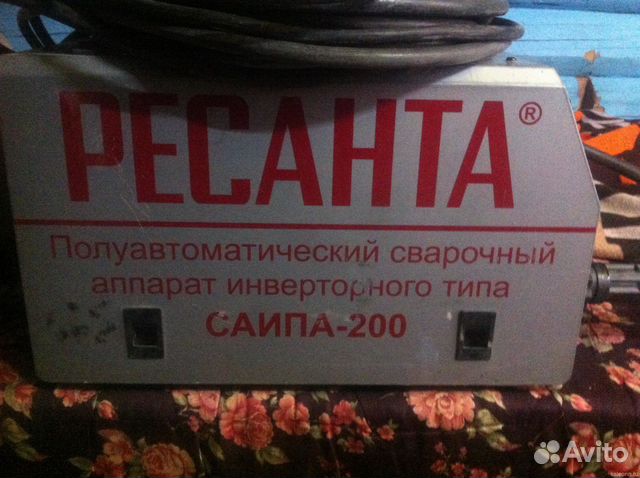 РЕСАНТА®
Полуавтоматический сварочный
аппарат инверторного типа
САИПА-200
Avito